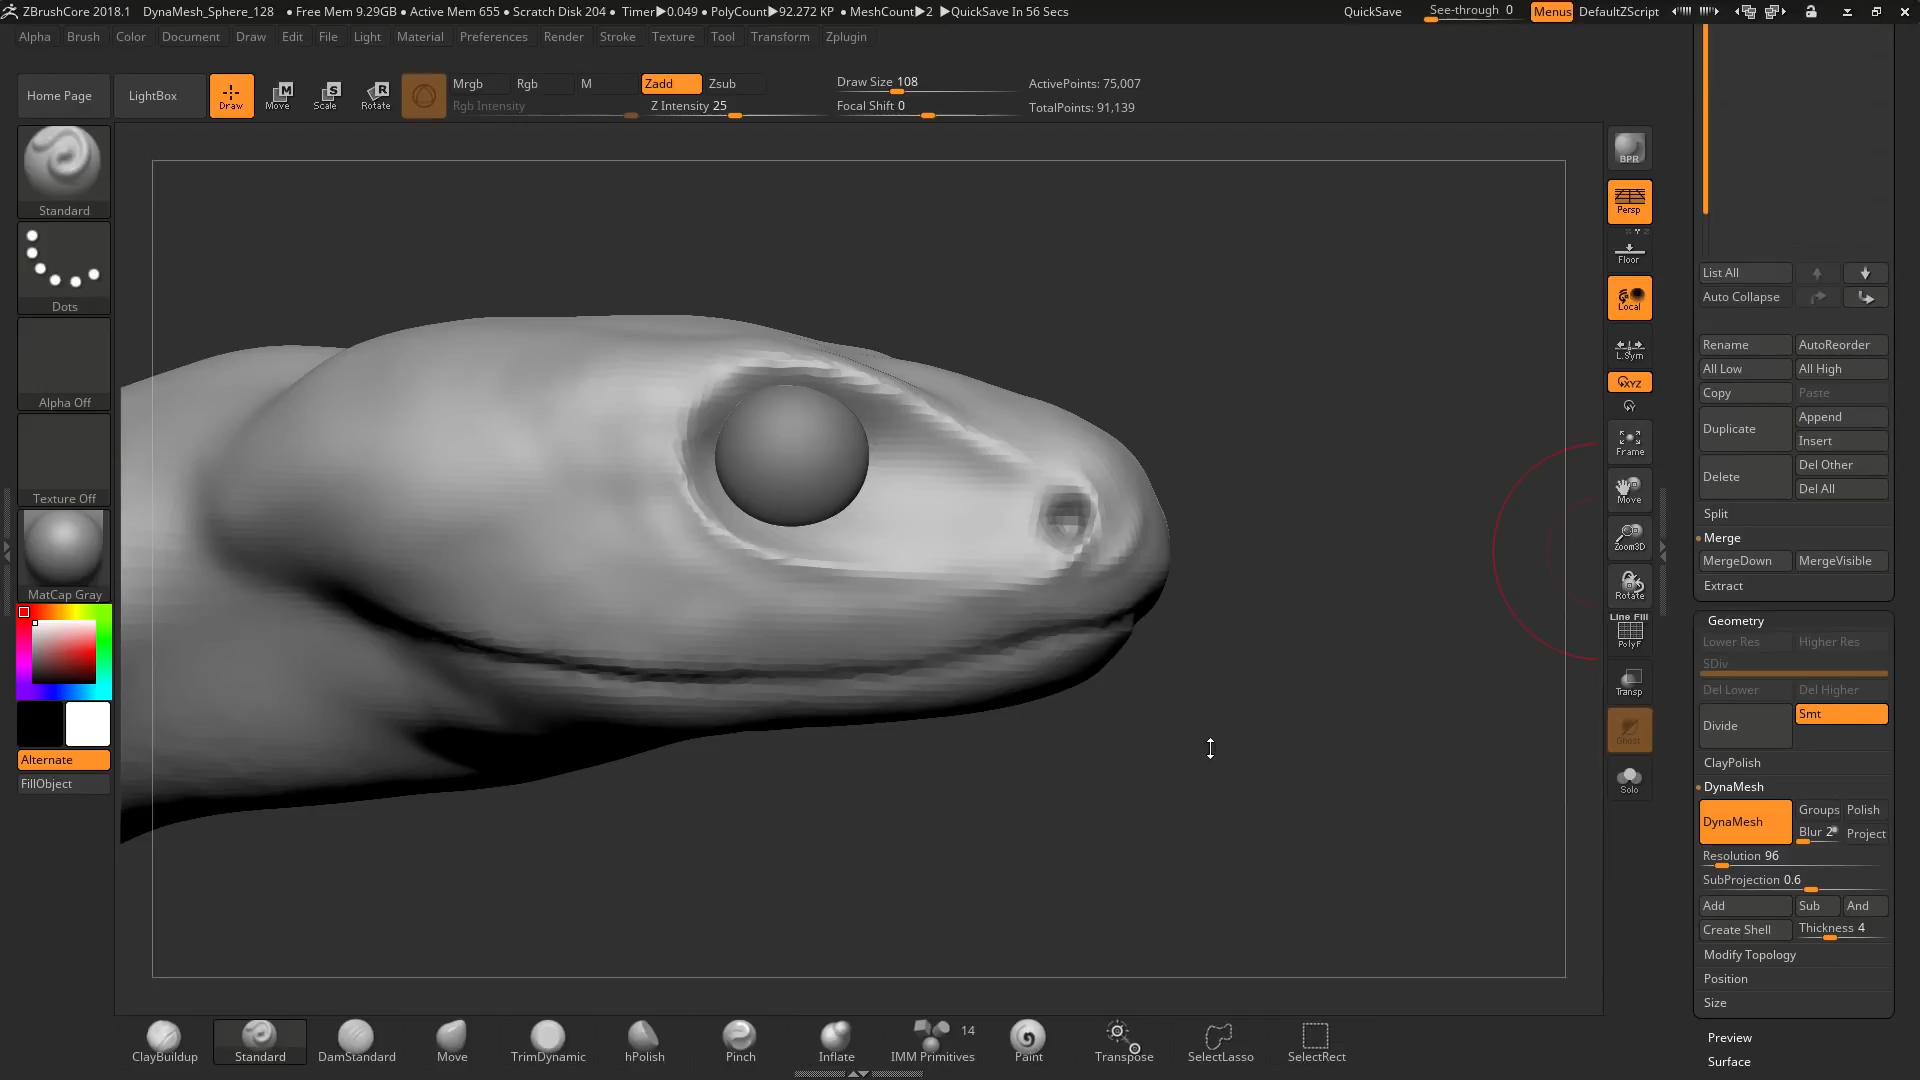 ZBrushCore 2018.1 DynaMesh_Sphere_128 • Free Mem 9.29GB • Active Mem 655 • Scratch Disk 204 • Timer▶0.049 • PolyCount▶92.272 KP • MeshCount▶2 ▶QuickSave In 56 Secs QuickSave See-through 0 Menus DefaultZScript
Alpha Brush Color Document Draw Edit File Light Material Preferences Render Stroke Texture Tool Transform Zplugin
Home Page LightBox Draw Move Scale Rotate
Mrgb Rgb M Zadd Zsub
Rgb Intensity Z Intensity 25
Draw Size 108
Focal Shift 0
ActivePoints: 75,007
TotalPoints: 91,139
Standard
Dots
Alpha Off
Texture Off
MatCap Gray
Alternate
FillObject
BPR
Persp
Floor
Local
L.Sym
XYZ
Frame
Move
Zoom3D
Rotate
Line Fill
PolyF
Transp
Ghost
Solo
List All
Auto Collapse
Rename AutoReorder
All Low All High
Copy Paste
Duplicate Append
Insert
Delete Del Other
Del All
Split
Merge
MergeDown MergeVisible
Extract
Geometry
Lower Res Higher Res
SDiv
Del Lower Del Higher
Divide Smt
ClayPolish
DynaMesh
DynaMesh Groups Polish
Blur 2 Project
Resolution 96
SubProjection 0.6
Add Sub And
Create Shell Thickness 4
Modify Topology
Position
Size
Preview
Surface
ClayBuildup Standard DamStandard Move TrimDynamic hPolish Pinch Inflate IMM Primitives 14 Paint Transpose SelectLasso SelectRect